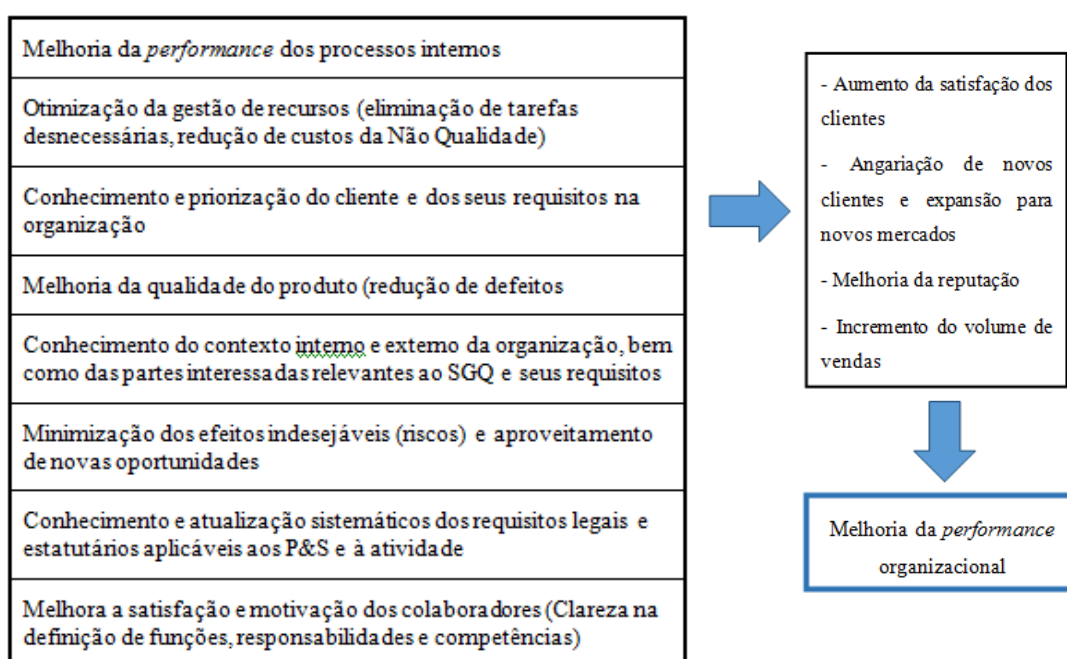 Melhoria da performance dos processos internos
Otimização da gestão de recursos (eliminação de tarefas
desnecessárias, redução de custos da Não Qualidade)
Conhecimento e priorização do cliente e dos seus requisitos na
organização
Melhoria da qualidade do produto (redução de defeitos
Conhecimento do contexto interno e externo da organização, bem
como das partes interessadas relevantes ao SGQ e seus requisitos
Minimização dos efeitos indesejáveis (riscos) e aproveitamento
de novas oportunidades
Conhecimento e atualização sistemáticos dos requisitos legais e
estatutários aplicáveis aos P&S e à atividade
Melhora a satisfação e motivação dos colaboradores (Clareza na
definição de funções, responsabilidades e competências)
- Aumento da satisfação dos
clientes
- Angariação de novos
clientes e expansão para
novos mercados
- Melhoria da reputação
- Incremento do volume de
vendas
Melhoria da performance
organizacional